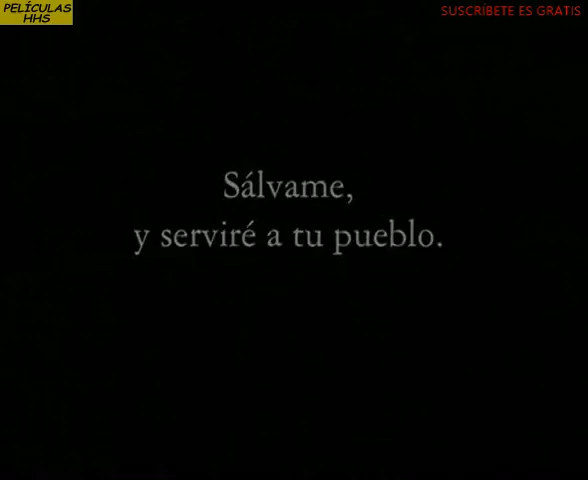 PELÍCULAS
HHS
SUSCRÍBETE ES GRATIS
Sálvame,
y serviré a tu pueblo.